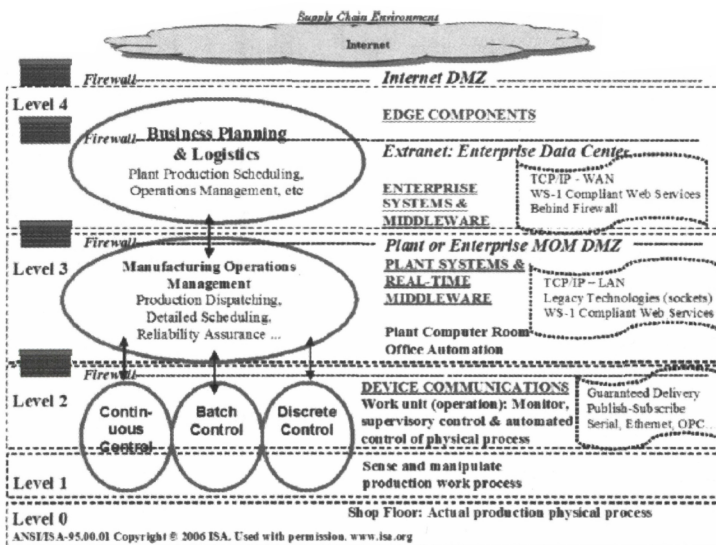 Supply Chain Environment
Internet
Firewall
Internet DMZ
Level 4
EDGE COMPONENTS
Firewall
Business Planning
& Logistics
Plant Production Scheduling,
Operations Management, etc
Extranet: Enterprise Data Center
ENTERPRISE
SYSTEMS &
MIDDLEWARE
TCP/IP - WAN
WS-1 Compliant Web Services
Behind Firewall
Firewall
Plant or Enterprise MOM DMZ
Level 3
Manufacturing Operations
Management
Production Dispatching,
Detailed Scheduling,
Reliability Assurance ...
PLANT SYSTEMS &
REAL-TIME
MIDDLEWARE
Plant Computer Room
Office Automation
TCP/IP – LAN
Legacy Technologies (sockets)
WS-1 Compliant Web Services
Firewall
Level 2
Contin-
uous
Control
Batch
Control
Discrete
Control
DEVICE COMMUNICATIONS
Work unit (operation): Monitor,
supervisory control & automated
control of physical process
Guaranteed Delivery
Publish-Subscribe
Serial, Ethernet, OPC...
Level 1
Sense and manipulate
production work process
Level 0
Shop Floor: Actual production physical process
ANSI/ISA-95.00.01 Copyright © 2006 ISA. Used with permission. www.isa.org